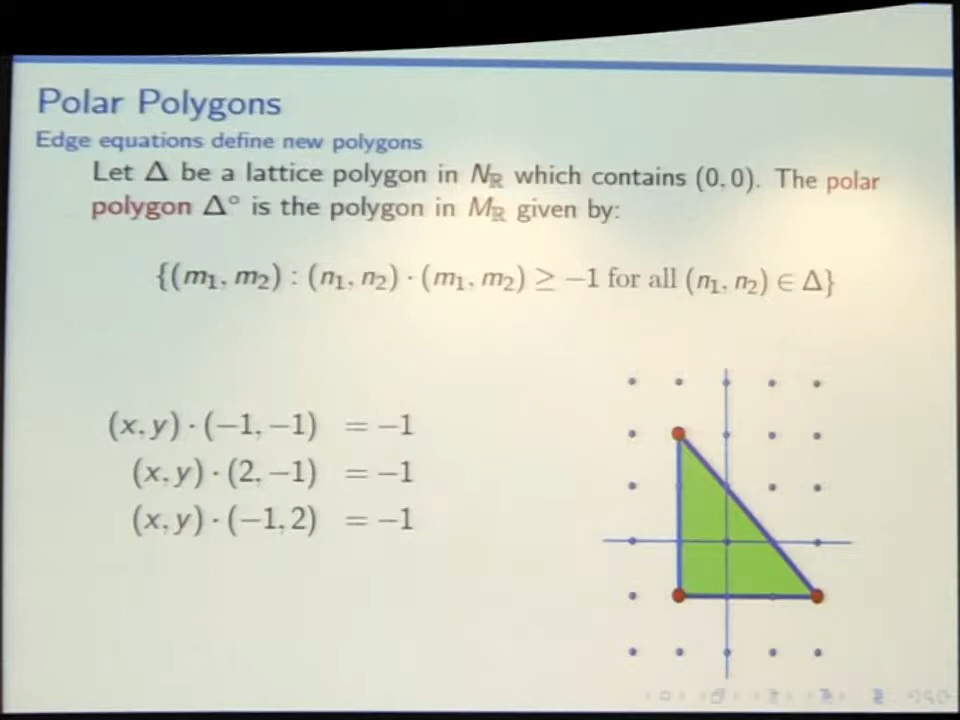 Polar Polygons
Edge equations define new polygons
Let Δ be a lattice polygon in Nℝ which contains (0, 0). The polar
polygon Δ° is the polygon in Mℝ given by:
{(m₁, m₂) : (n₁, n₂) · (m₁, m₂) ≥ −1 for all (n₁, n₂) ∈ Δ}
(x, y) · (−1, −1) = −1
(x, y) · (2, −1) = −1
(x, y) · (−1, 2) = −1